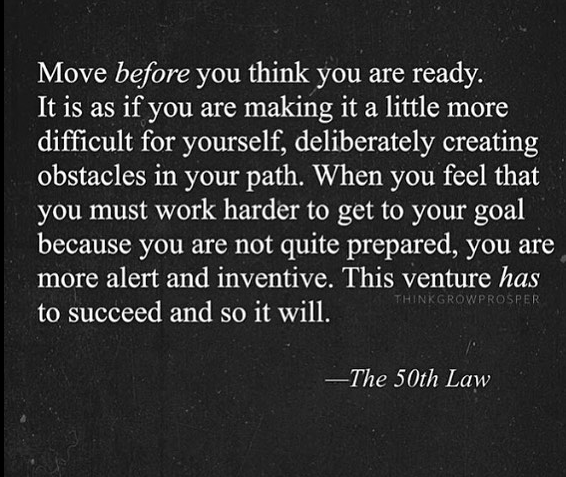 Move before you think you are ready.
It is as if you are making it a little more
difficult for yourself, deliberately creating
obstacles in your path. When you feel that
you must work harder to get to your goal
because you are not quite prepared, you are
more alert and inventive. This venture has
THINKGROWPROSPER
to succeed and so it will.
—The 50th Law